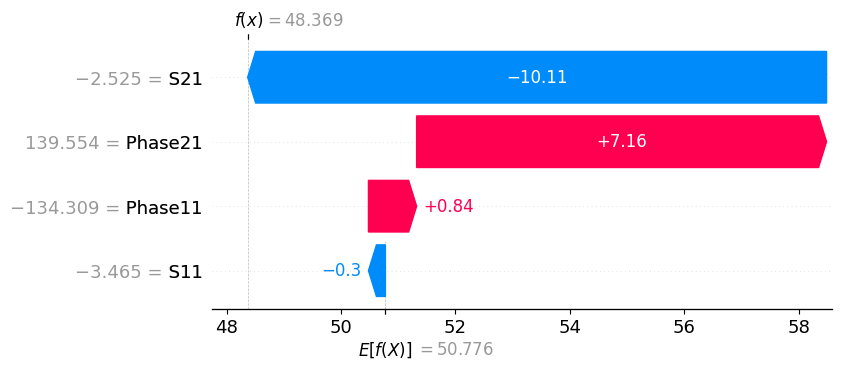 f(x) = 48.369
−2.525 = S21
−10.11
139.554 = Phase21
+7.16
−134.309 = Phase11
+0.84
−3.465 = S11
−0.3
48 50 52 54 56 58
E[f(X)] = 50.776